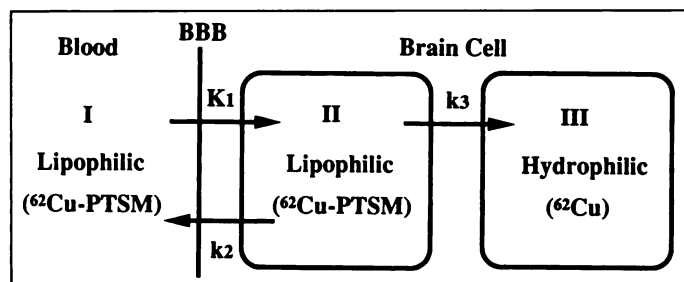 Blood
BBB
Brain Cell
K1
I
Lipophilic
(62Cu-PTSM)
k2
II
Lipophilic
(62Cu-PTSM)
k3
III
Hydrophilic
(62Cu)